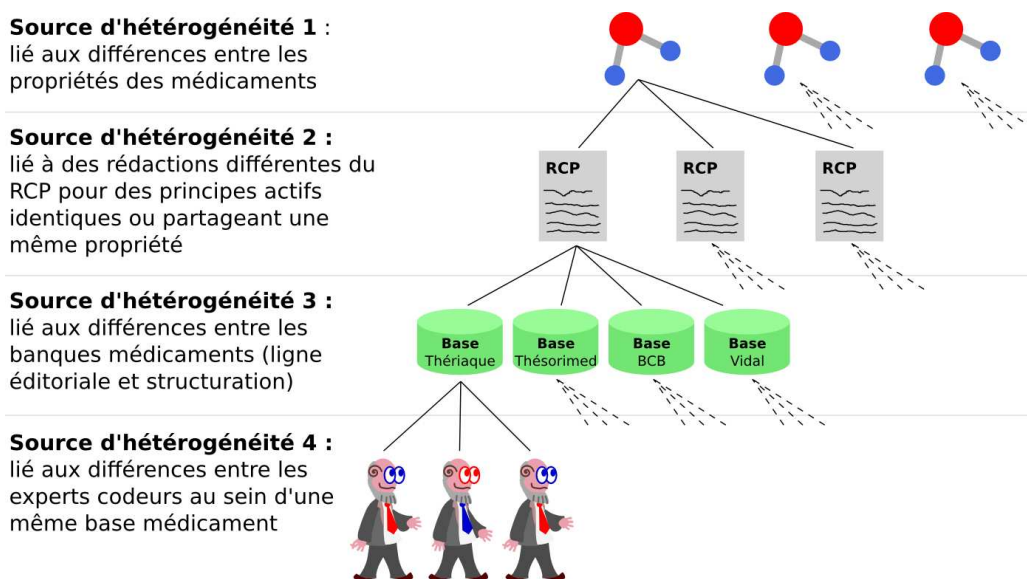 Source d'hétérogénéité 1 :
lié aux différences entre les
propriétés des médicaments
Source d'hétérogénéité 2 :
lié à des rédactions différentes du
RCP pour des principes actifs
identiques ou partageant une
même propriété
RCP
RCP
RCP
Source d'hétérogénéité 3 :
lié aux différences entre les
banques médicaments (ligne
éditoriale et structuration)
Base
Thériaque
Base
Thésorimed
Base
BCB
Base
Vidal
Source d'hétérogénéité 4 :
lié aux différences entre les
experts codeurs au sein d'une
même base médicament